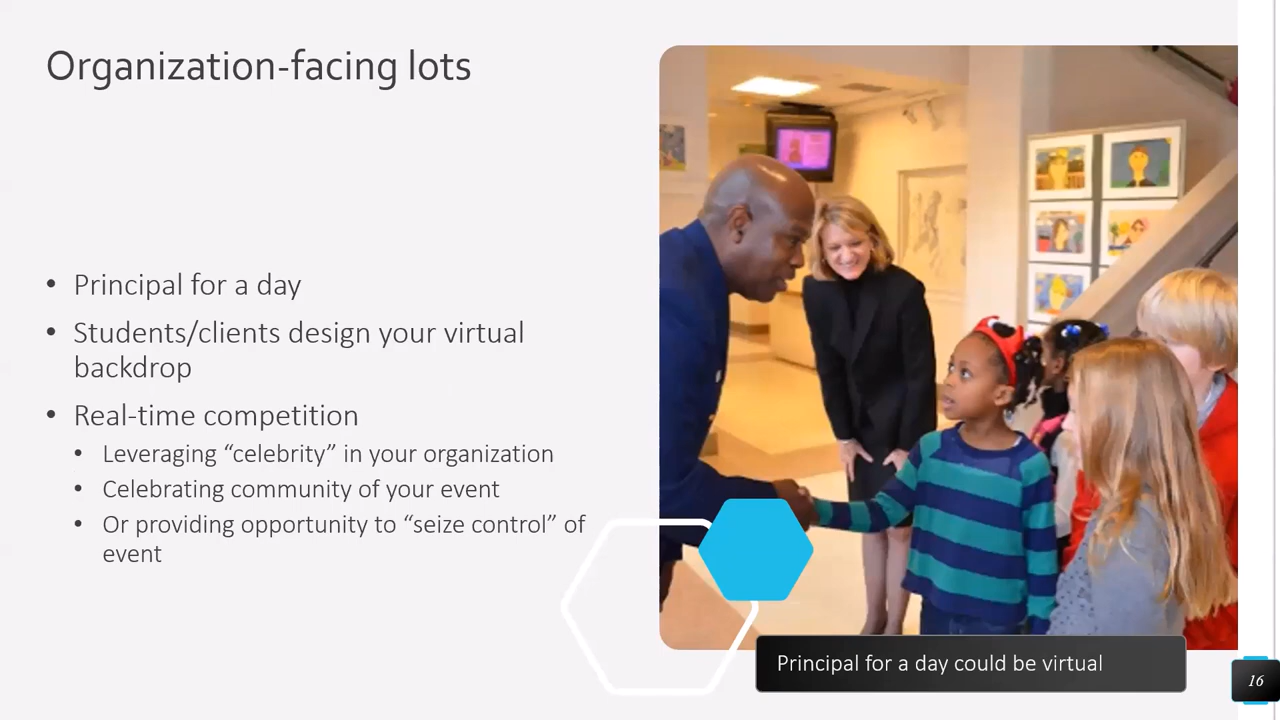 Organization-facing lots
• Principal for a day
• Students/clients design your virtual
backdrop
• Real-time competition
• Leveraging “celebrity” in your organization
• Celebrating community of your event
• Or providing opportunity to “seize control” of
event
Principal for a day could be virtual
16